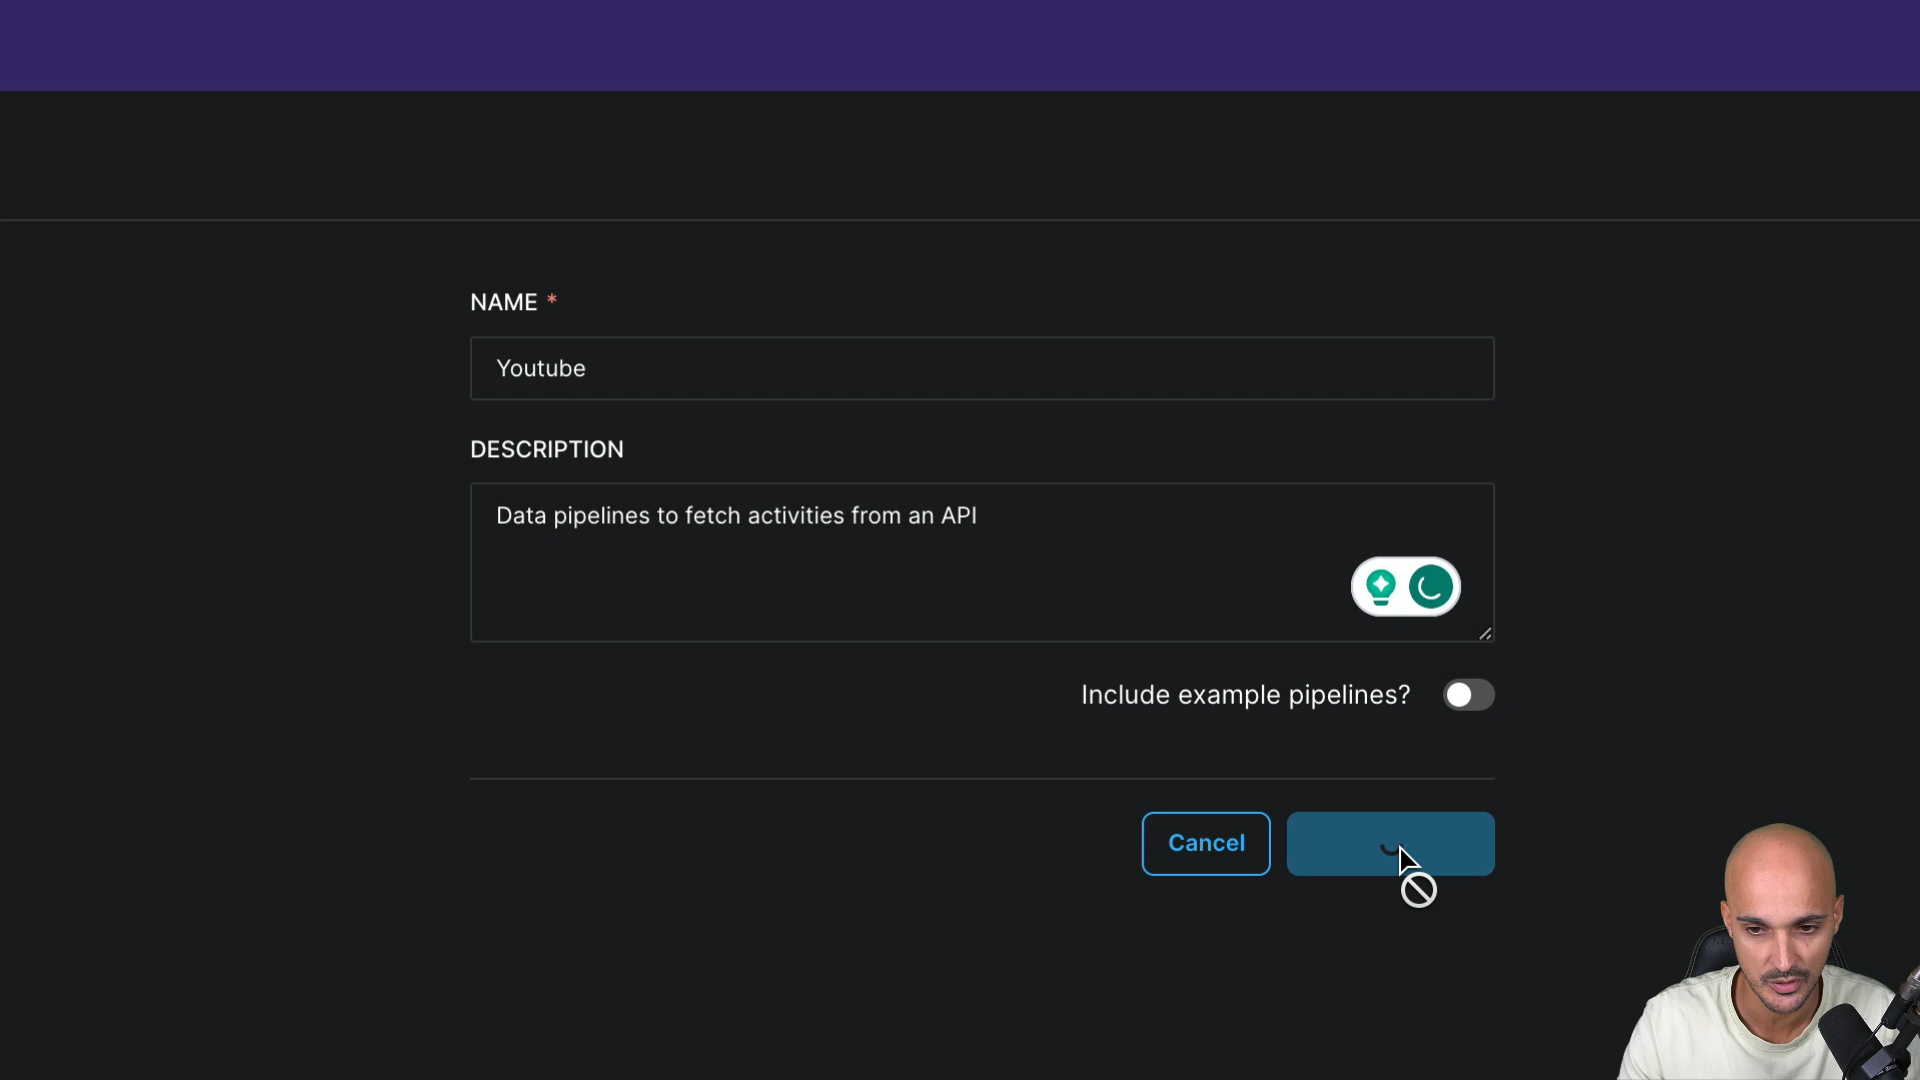 NAME *
Youtube
DESCRIPTION
Data pipelines to fetch activities from an API
Include example pipelines?
Cancel